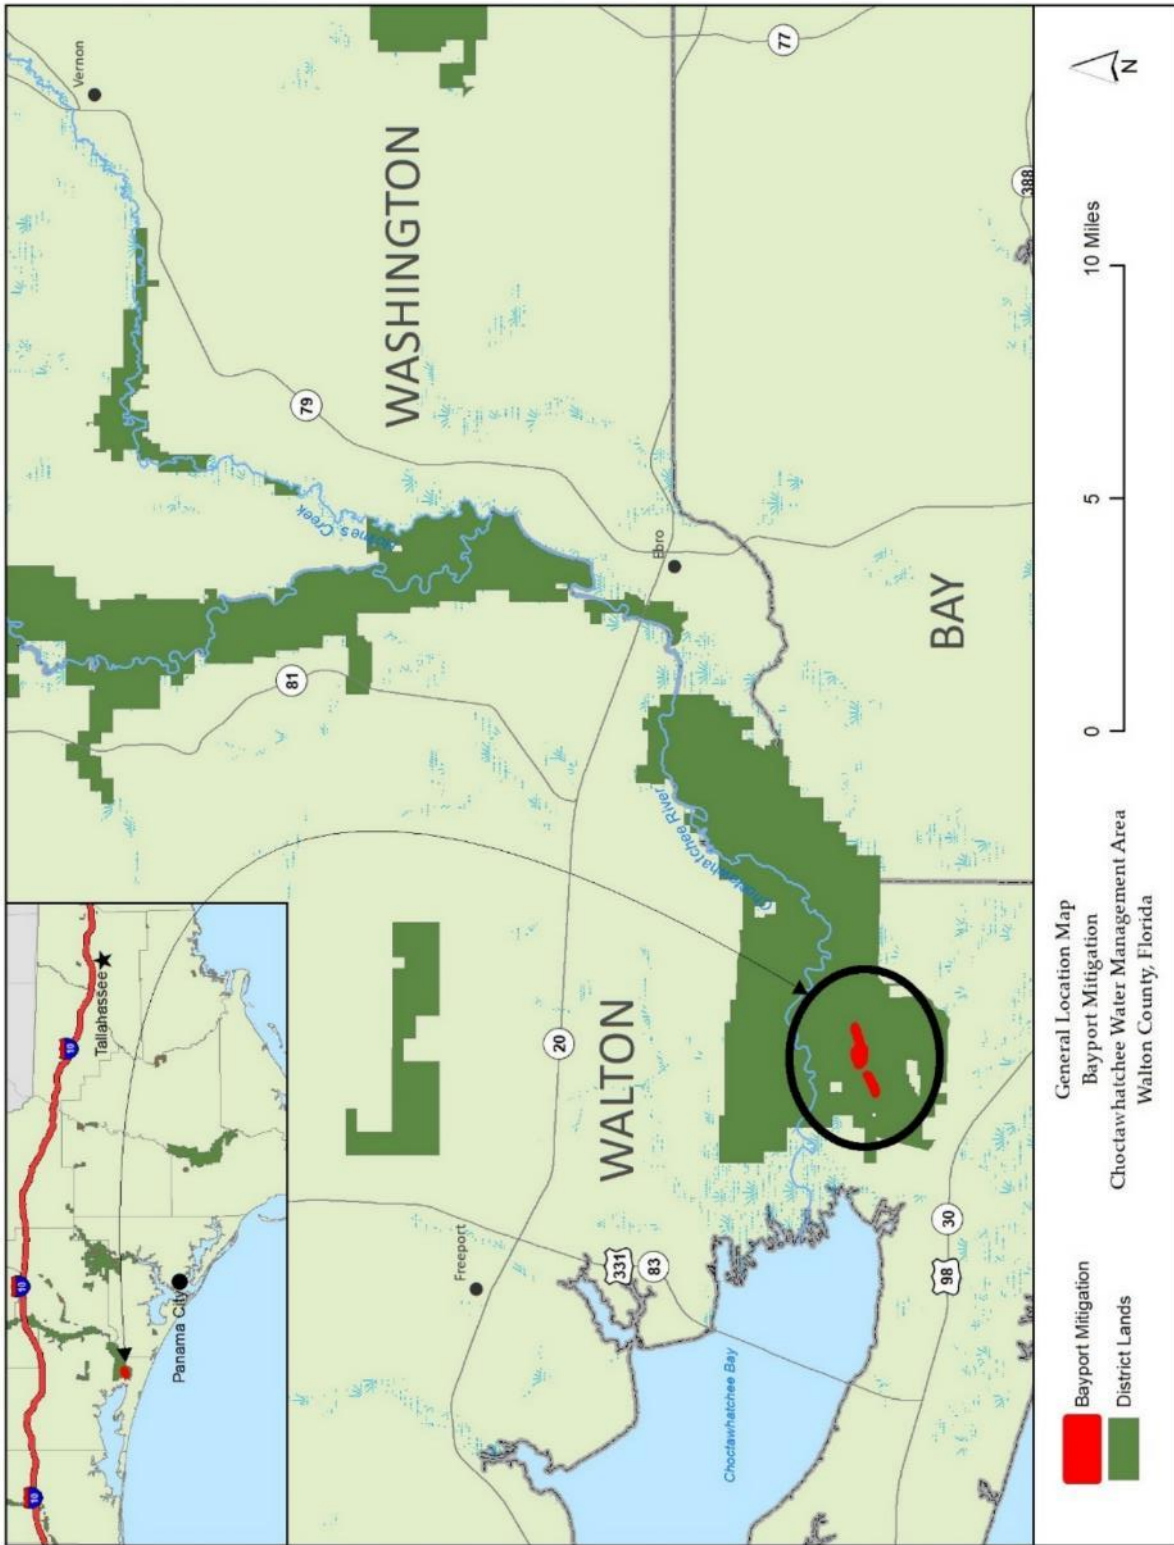 10
10
10
Tallahassee
Panama City
Vernon
81
79
Holmes Creek
WASHINGTON
Freeport
20
WALTON
331
83
Ebro
Choctawhatchee River
Choctawhatchee Bay
77
98
30
BAY
388
Bayport Mitigation
District Lands
General Location Map
Bayport Mitigation
Choctawhatchee Water Management Area
Walton County, Florida
0 5 10 Miles
N